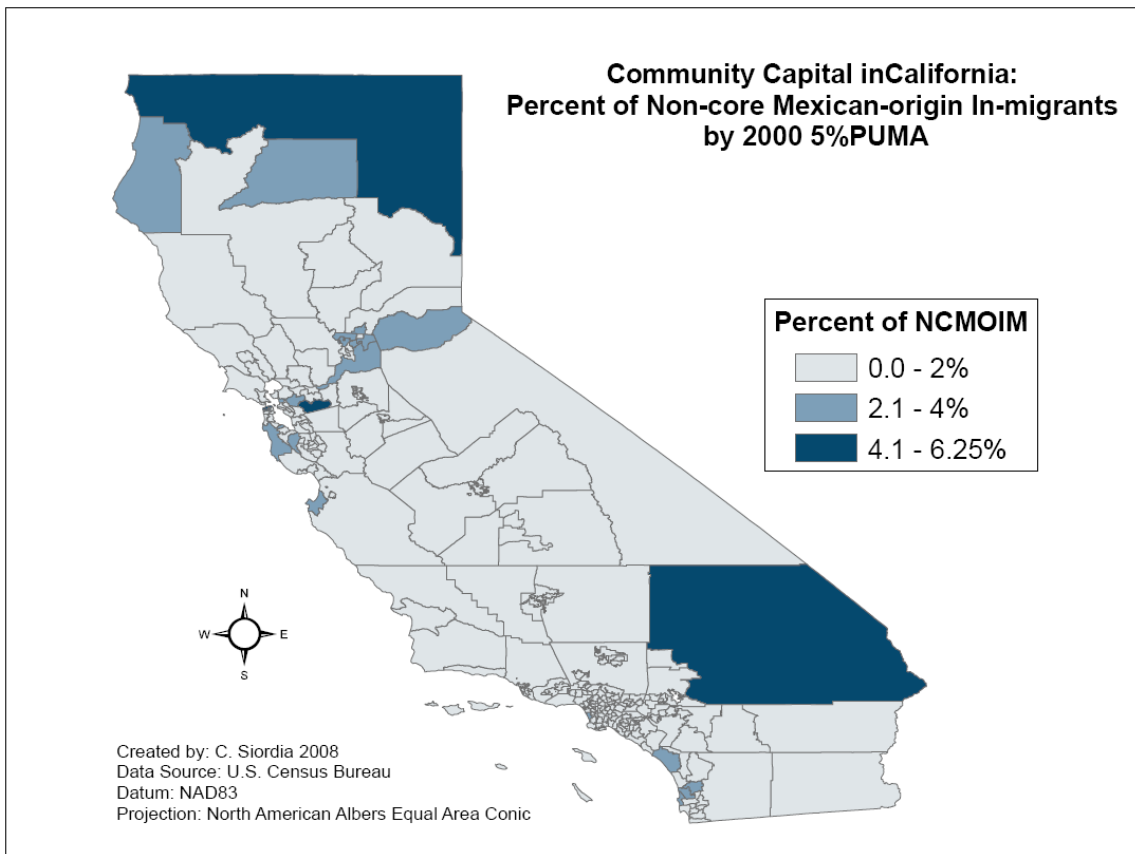 Community Capital inCalifornia:
Percent of Non-core Mexican-origin In-migrants
by 2000 5%PUMA
Percent of NCMOIM
0.0 - 2%
2.1 - 4%
4.1 - 6.25%
N
W E
S
Created by: C. Siordia 2008
Data Source: U.S. Census Bureau
Datum: NAD83
Projection: North American Albers Equal Area Conic